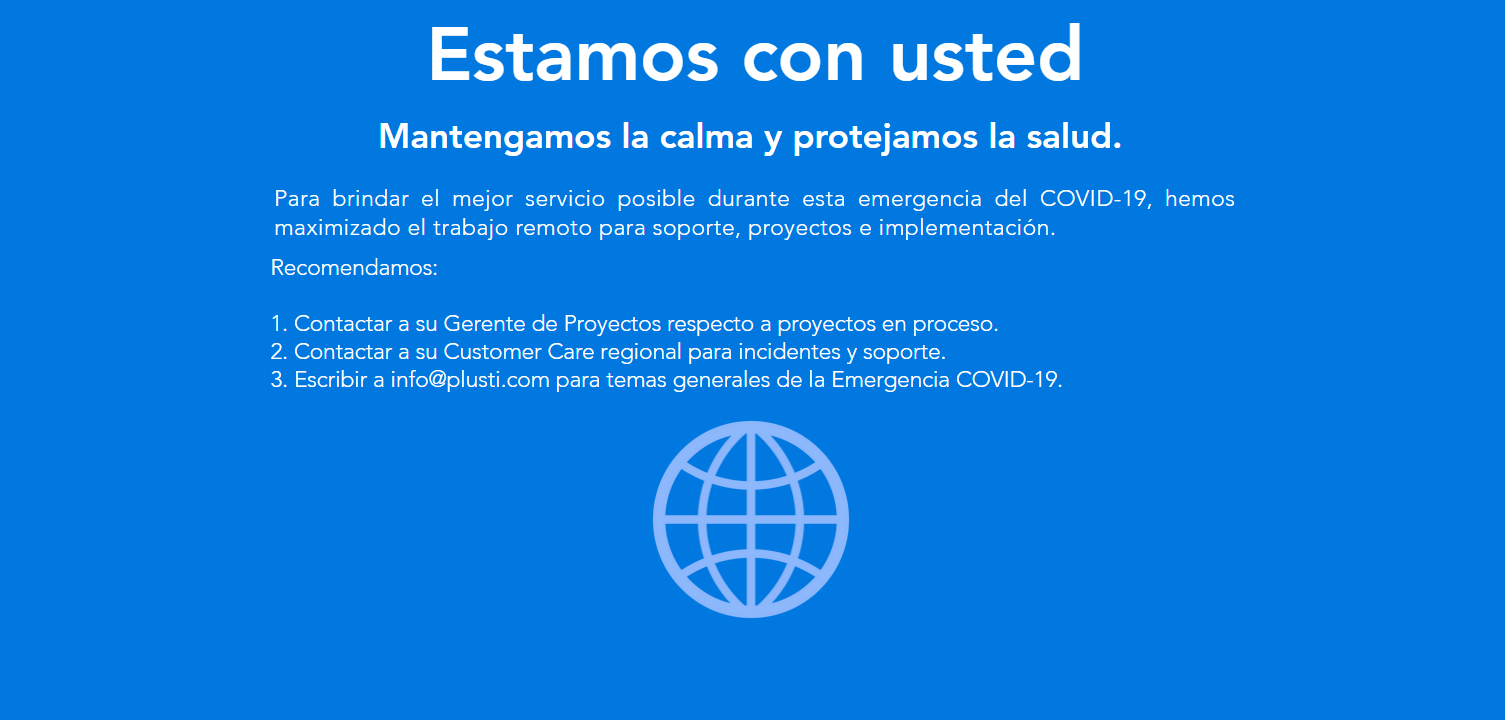 Estamos con usted
Mantengamos la calma y protejamos la salud.
Para brindar el mejor servicio posible durante esta emergencia del COVID-19, hemos
maximizado el trabajo remoto para soporte, proyectos e implementación.
Recomendamos:
1. Contactar a su Gerente de Proyectos respecto a proyectos en proceso.
2. Contactar a su Customer Care regional para incidentes y soporte.
3. Escribir a info@plusti.com para temas generales de la Emergencia COVID-19.